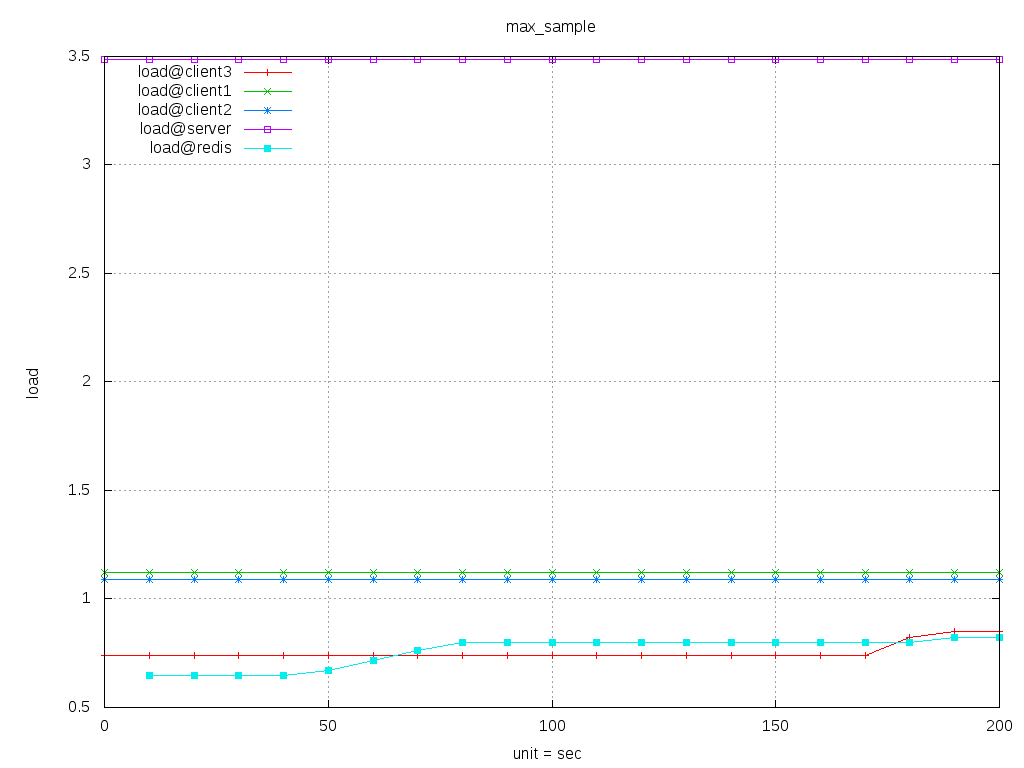 max_sample
3.5
load@client3
load@client1
load@client2
load@server
load@redis
3
2.5
2
load
1.5
1
0.5
0 50 100 150 200
unit = sec